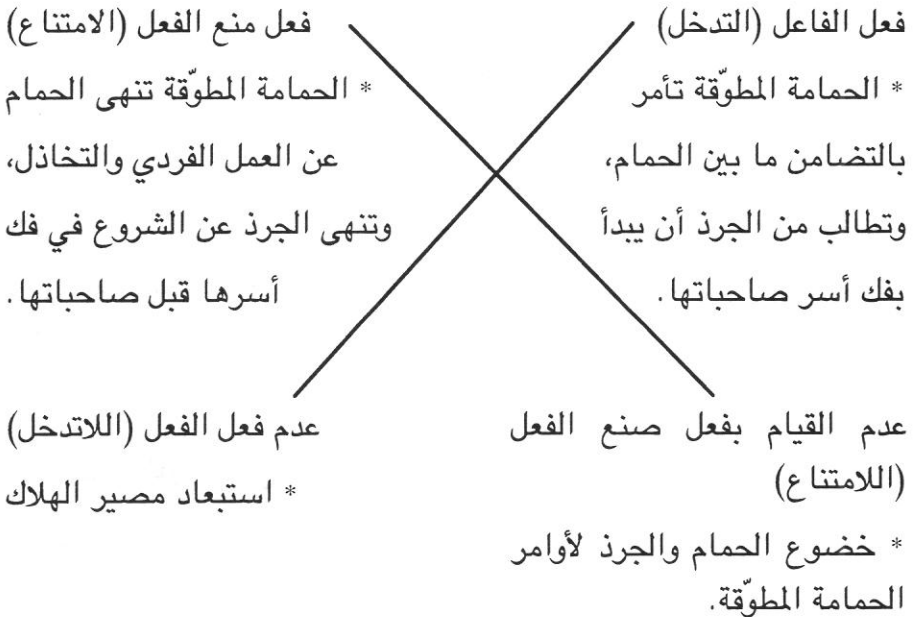 فعل الفاعل (التدخل)
* الحمامة المطوّقة تأمر
بالتضامن ما بين الحمام،
وتطالب من الجرذ أن يبدأ
بفك أسر صاحباتها.
فعل منع الفعل (الامتناع)
* الحمامة المطوّقة تنهى الحمام
عن العمل الفردي والتخاذل،
وتنهى الجرذ عن الشروع في فك
أسرها قبل صاحباتها.
عدم القيام بفعل صنع الفعل
(اللامتناع)
* خضوع الحمام والجرذ لأوامر
الحمامة المطوّقة.
عدم فعل الفعل (اللاتدخل)
* استبعاد مصير الهلاك